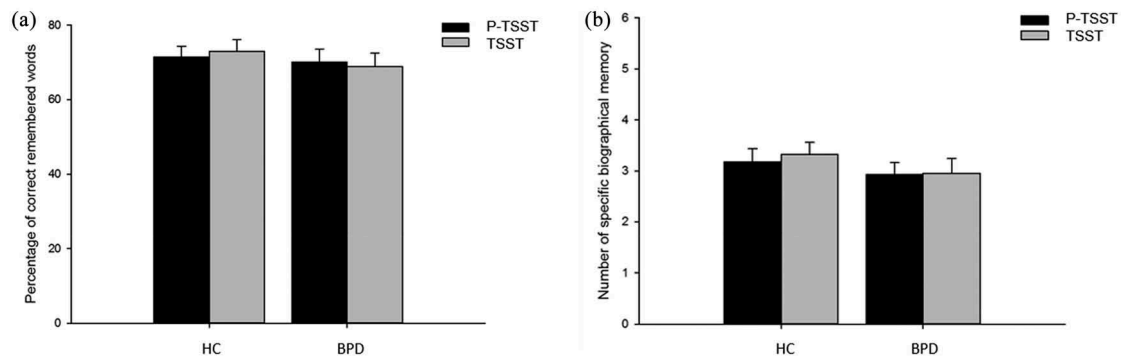 (a)
Percentage of correct remembered words
80
60
40
20
0
P-TSST
TSST
HC
BPD
(b)
Number of specific biographical memory
6
5
4
3
2
1
0
P-TSST
TSST
HC
BPD